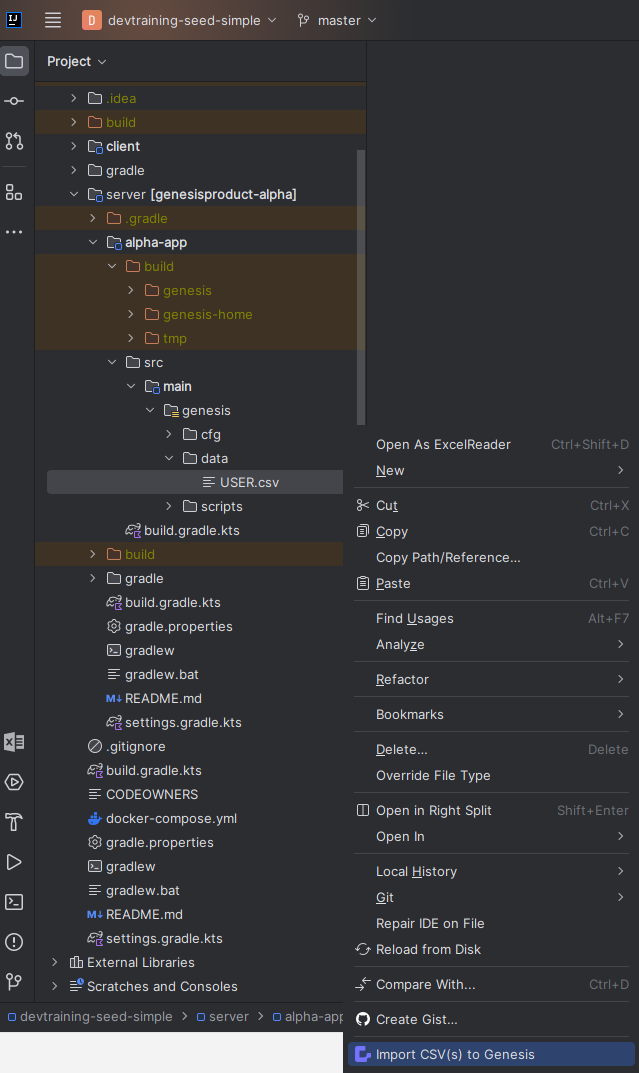 D devtraining-seed-simple master
Project
.idea
build
client
gradle
server [genesisproduct-alpha]
.gradle
alpha-app
build
genesis
genesis-home
tmp
src
main
genesis
cfg
data
USER.csv
scripts
build.gradle.kts
build
gradle
build.gradle.kts
gradle.properties
gradlew
gradlew.bat
README.md
settings.gradle.kts
.gitignore
build.gradle.kts
CODEOWNERS
docker-compose.yml
gradle.properties
gradlew
gradlew.bat
README.md
settings.gradle.kts
External Libraries
Scratches and Consoles
devtraining-seed-simple > server > alpha-app
Open As ExcelReader Ctrl+Shift+D
New
Cut Ctrl+X
Copy Ctrl+C
Copy Path/Reference...
Paste Ctrl+V
Find Usages Alt+F7
Analyze
Refactor
Bookmarks
Delete... Delete
Override File Type
Open in Right Split Shift+Enter
Open In
Local History
Git
Repair IDE on File
Reload from Disk
Compare With... Ctrl+D
Create Gist...
Import CSV(s) to Genesis